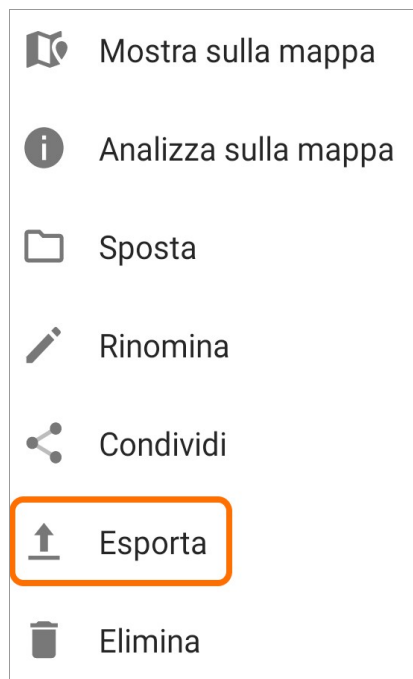 Mostra sulla mappa
Analizza sulla mappa
Sposta
Rinomina
Condividi
Esporta
Elimina